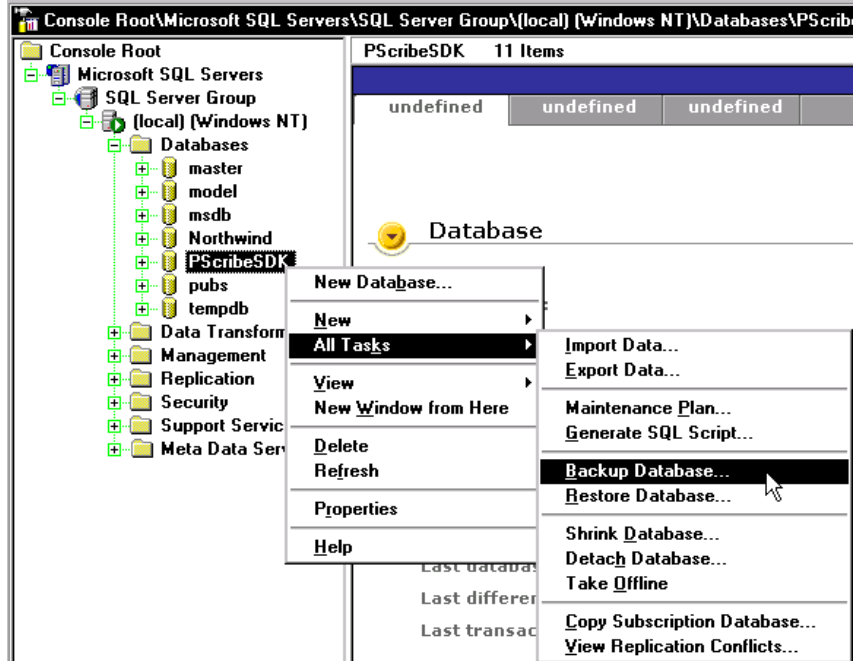 Console Root\Microsoft SQL Servers\SQL Server Group\(local) (Windows NT)\Databases\PScribe
Console Root
Microsoft SQL Servers
SQL Server Group
(local) (Windows NT)
Databases
master
model
msdb
Northwind
PScribeSDK
pubs
tempdb
Data Transform
Management
Replication
Security
Support Servic
Meta Data Ser
PScribeSDK 11 Items
undefined undefined undefined
Database
New Database...
New
All Tasks
View
New Window from Here
Delete
Refresh
Properties
Help
Import Data...
Export Data...
Maintenance Plan...
Generate SQL Script...
Backup Database...
Restore Database...
Shrink Database...
Detach Database...
Take Offline
Copy Subscription Database...
View Replication Conflicts...
Last databas
Last differen
Last transac